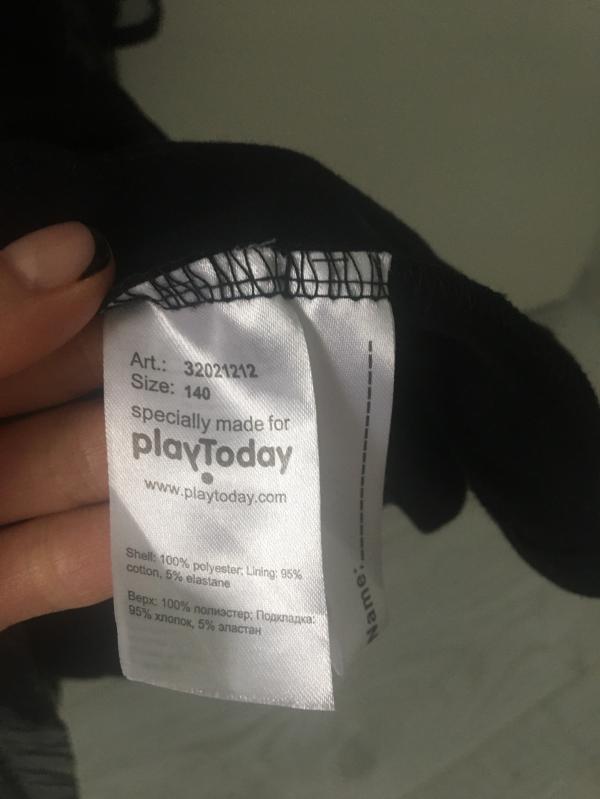 Art.: 32021212
Size: 140
specially made for
playToday
www.playtoday.com
Shell: 100% polyester; Lining: 95%
cotton, 5% elastane
Верх: 100% полиэстер; Подкладка:
95% хлопок, 5% эластан
Name: